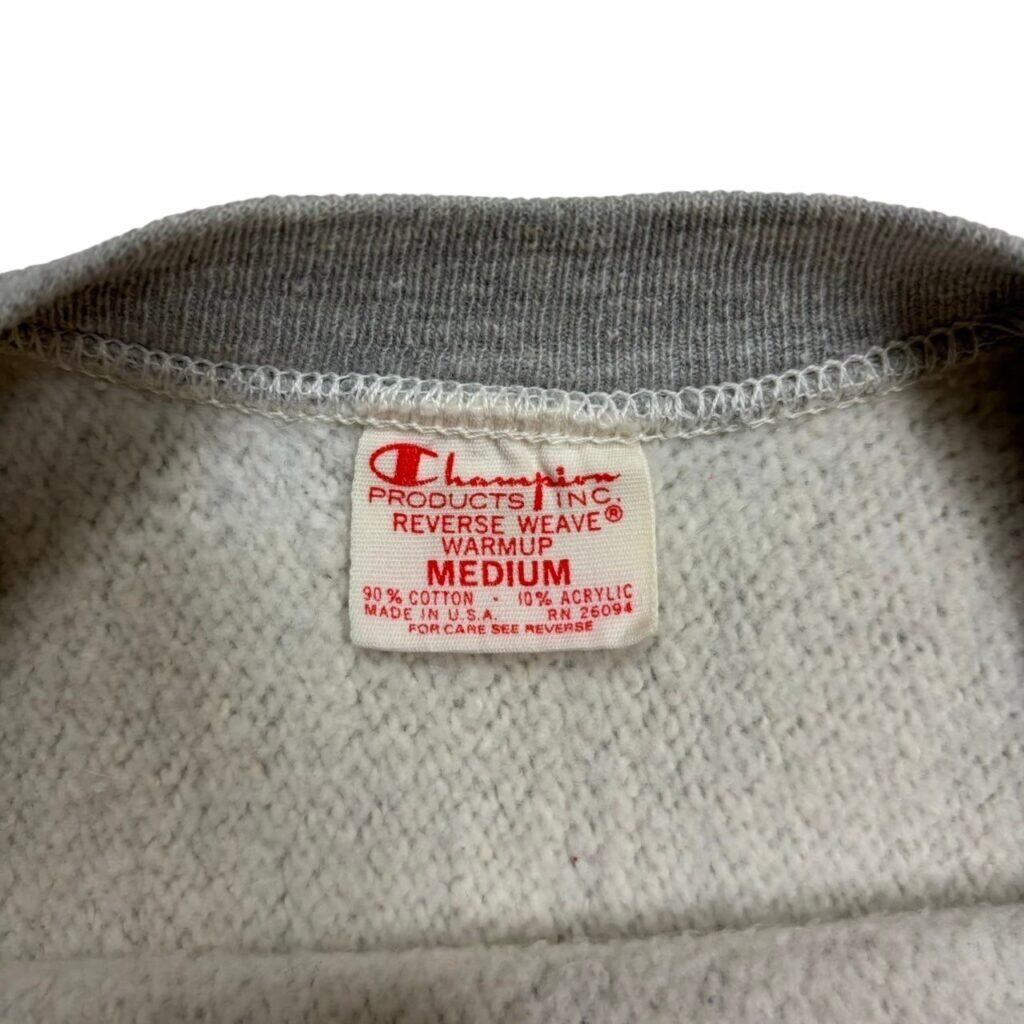 Champion
PRODUCTS INC.
REVERSE WEAVE®
WARMUP
MEDIUM
90% COTTON - 10% ACRYLIC
MADE IN U.S.A. RN 26094
FOR CARE SEE REVERSE